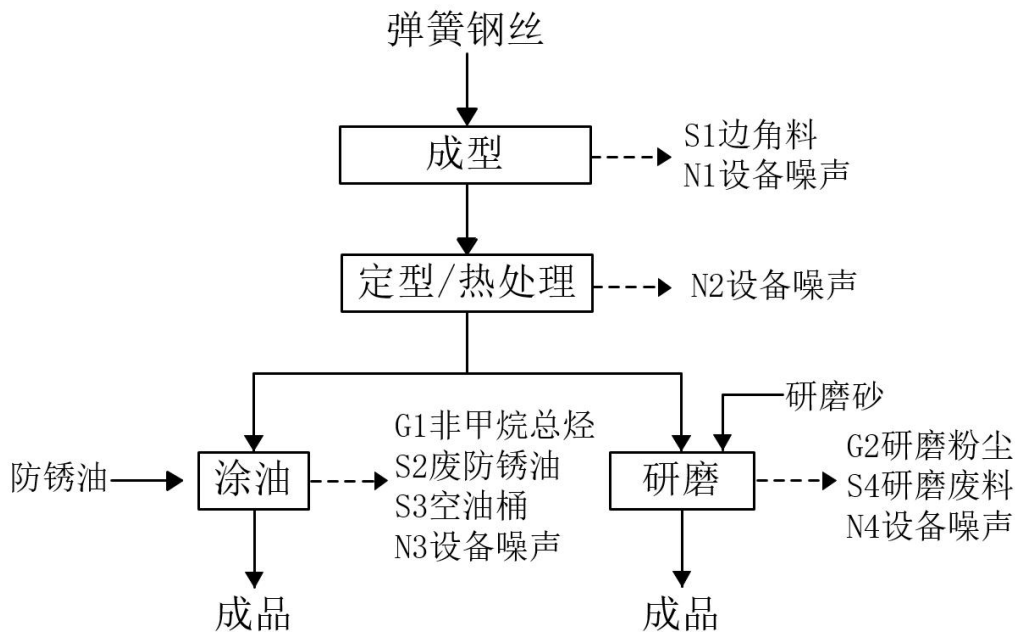 弹簧钢丝
成型
S1边角料
N1设备噪声
定型/热处理
N2设备噪声
研磨砂
防锈油
涂油
G1非甲烷总烃
S2废防锈油
S3空油桶
N3设备噪声
研磨
G2研磨粉尘
S4研磨废料
N4设备噪声
成品
成品